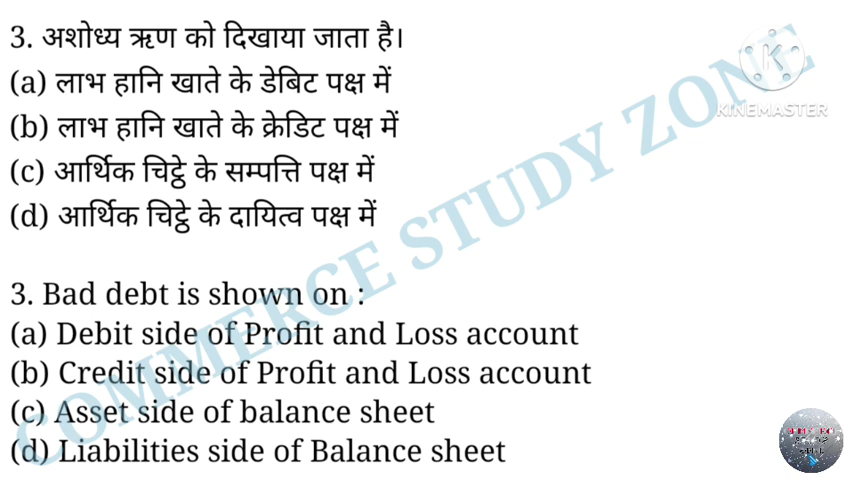 3. अशोध्य ऋण को दिखाया जाता है।
(a) लाभ हानि खाते के डेबिट पक्ष में
(b) लाभ हानि खाते के क्रेडिट पक्ष में
(c) आर्थिक चिट्ठे के सम्पत्ति पक्ष में
(d) आर्थिक चिट्ठे के दायित्व पक्ष में
KINEMASTER
COMMERCE STUDY ZONE
3. Bad debt is shown on :
(a) Debit side of Profit and Loss account
(b) Credit side of Profit and Loss account
(c) Asset side of balance sheet
(d) Liabilities side of Balance sheet